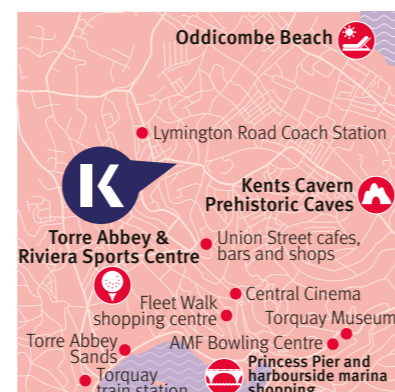 Oddicombe Beach
Lymington Road Coach Station
K
Kents Cavern
Prehistoric Caves
Torre Abbey &
Riviera Sports Centre
Union Street cafes,
bars and shops
Central Cinema
Fleet Walk
shopping centre
Torquay Museum
AMF Bowling Centre
Torre Abbey
Sands
Princess Pier and
harbourside marina
shopping
Torquay
train station